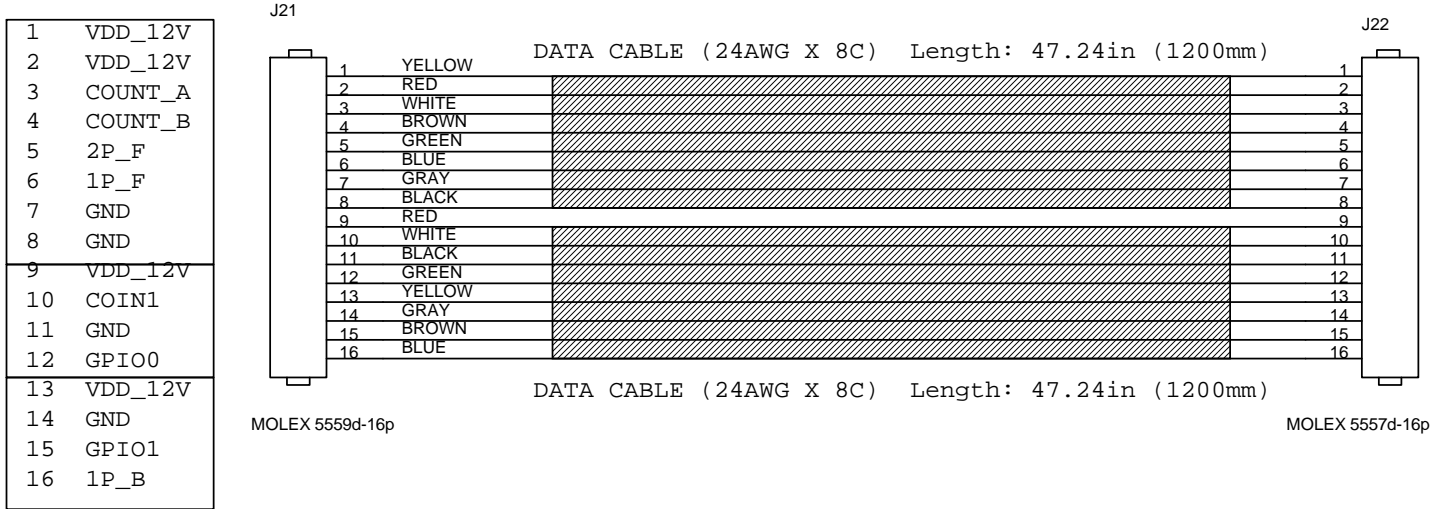 J21
J22
1 VDD_12V
2 VDD_12V
3 COUNT_A
4 COUNT_B
5 2P_F
6 1P_F
7 GND
8 GND
9 VDD_12V
10 COIN1
11 GND
12 GPIO0
13 VDD_12V
14 GND
15 GPIO1
16 1P_B
DATA CABLE (24AWG X 8C) Length: 47.24in (1200mm)
1 YELLOW 1
2 RED 2
3 WHITE 3
4 BROWN 4
5 GREEN 5
6 BLUE 6
7 GRAY 7
8 BLACK 8
9 RED 9
10 WHITE 10
11 BLACK 11
12 GREEN 12
13 YELLOW 13
14 GRAY 14
15 BROWN 15
16 BLUE 16
DATA CABLE (24AWG X 8C) Length: 47.24in (1200mm)
MOLEX 5559d-16p
MOLEX 5557d-16p